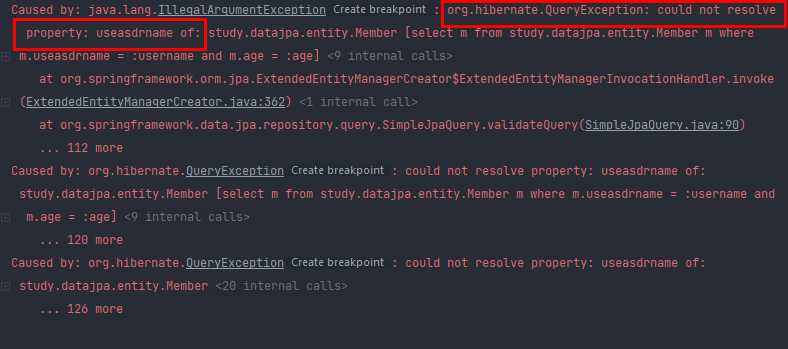 Caused by: java.lang.IllegalArgumentException Create breakpoint : org.hibernate.QueryException: could not resolve
property: useasdrname of: study.datajpa.entity.Member [select m from study.datajpa.entity.Member m where
m.useasdrname = :username and m.age = :age] <9 internal calls>
at org.springframework.orm.jpa.ExtendedEntityManagerCreator$ExtendedEntityManagerInvocationHandler.invoke
(ExtendedEntityManagerCreator.java:362) <1 internal call>
at org.springframework.data.jpa.repository.query.SimpleJpaQuery.validateQuery(SimpleJpaQuery.java:90)
... 112 more
Caused by: org.hibernate.QueryException Create breakpoint : could not resolve property: useasdrname of:
study.datajpa.entity.Member [select m from study.datajpa.entity.Member m where m.useasdrname = :username and
m.age = :age] <9 internal calls>
... 120 more
Caused by: org.hibernate.QueryException Create breakpoint : could not resolve property: useasdrname of:
study.datajpa.entity.Member <20 internal calls>
... 126 more